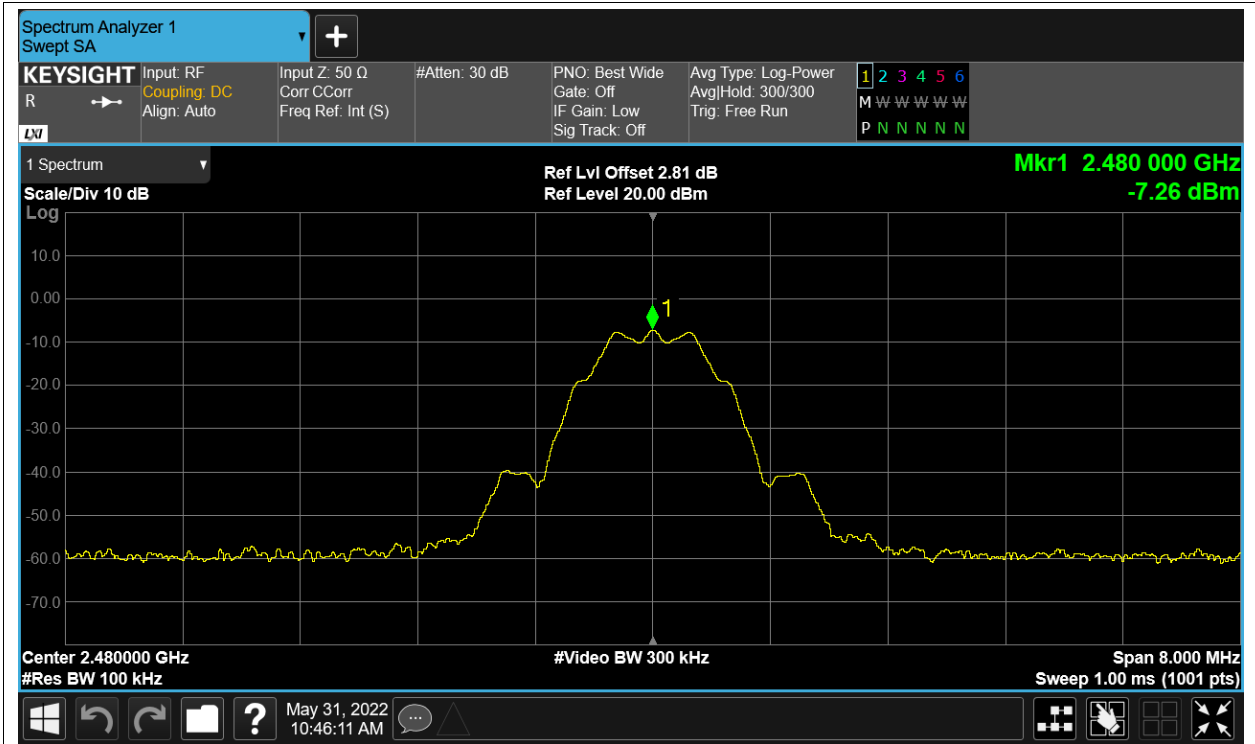 Spectrum Analyzer 1
Swept SA
KEYSIGHT Input: RF Input Z: 50 Ω #Atten: 30 dB PNO: Best Wide Avg Type: Log-Power 1 2 3 4 5 6
R Coupling: DC Corr CCorr Gate: Off Avg|Hold: 300/300 M W W W W W
Align: Auto Freq Ref: Int (S) IF Gain: Low Trig: Free Run
LXI Sig Track: Off P N N N N N
1 Spectrum Ref Lvl Offset 2.81 dB Mkr1 2.480 000 GHz
Scale/Div 10 dB Ref Level 20.00 dBm -7.26 dBm
Log
10.0
0.00
1
-10.0
-20.0
-30.0
-40.0
-50.0
-60.0
-70.0
Center 2.480000 GHz #Video BW 300 kHz Span 8.000 MHz
#Res BW 100 kHz Sweep 1.00 ms (1001 pts)
? May 31, 2022
10:46:11 AM